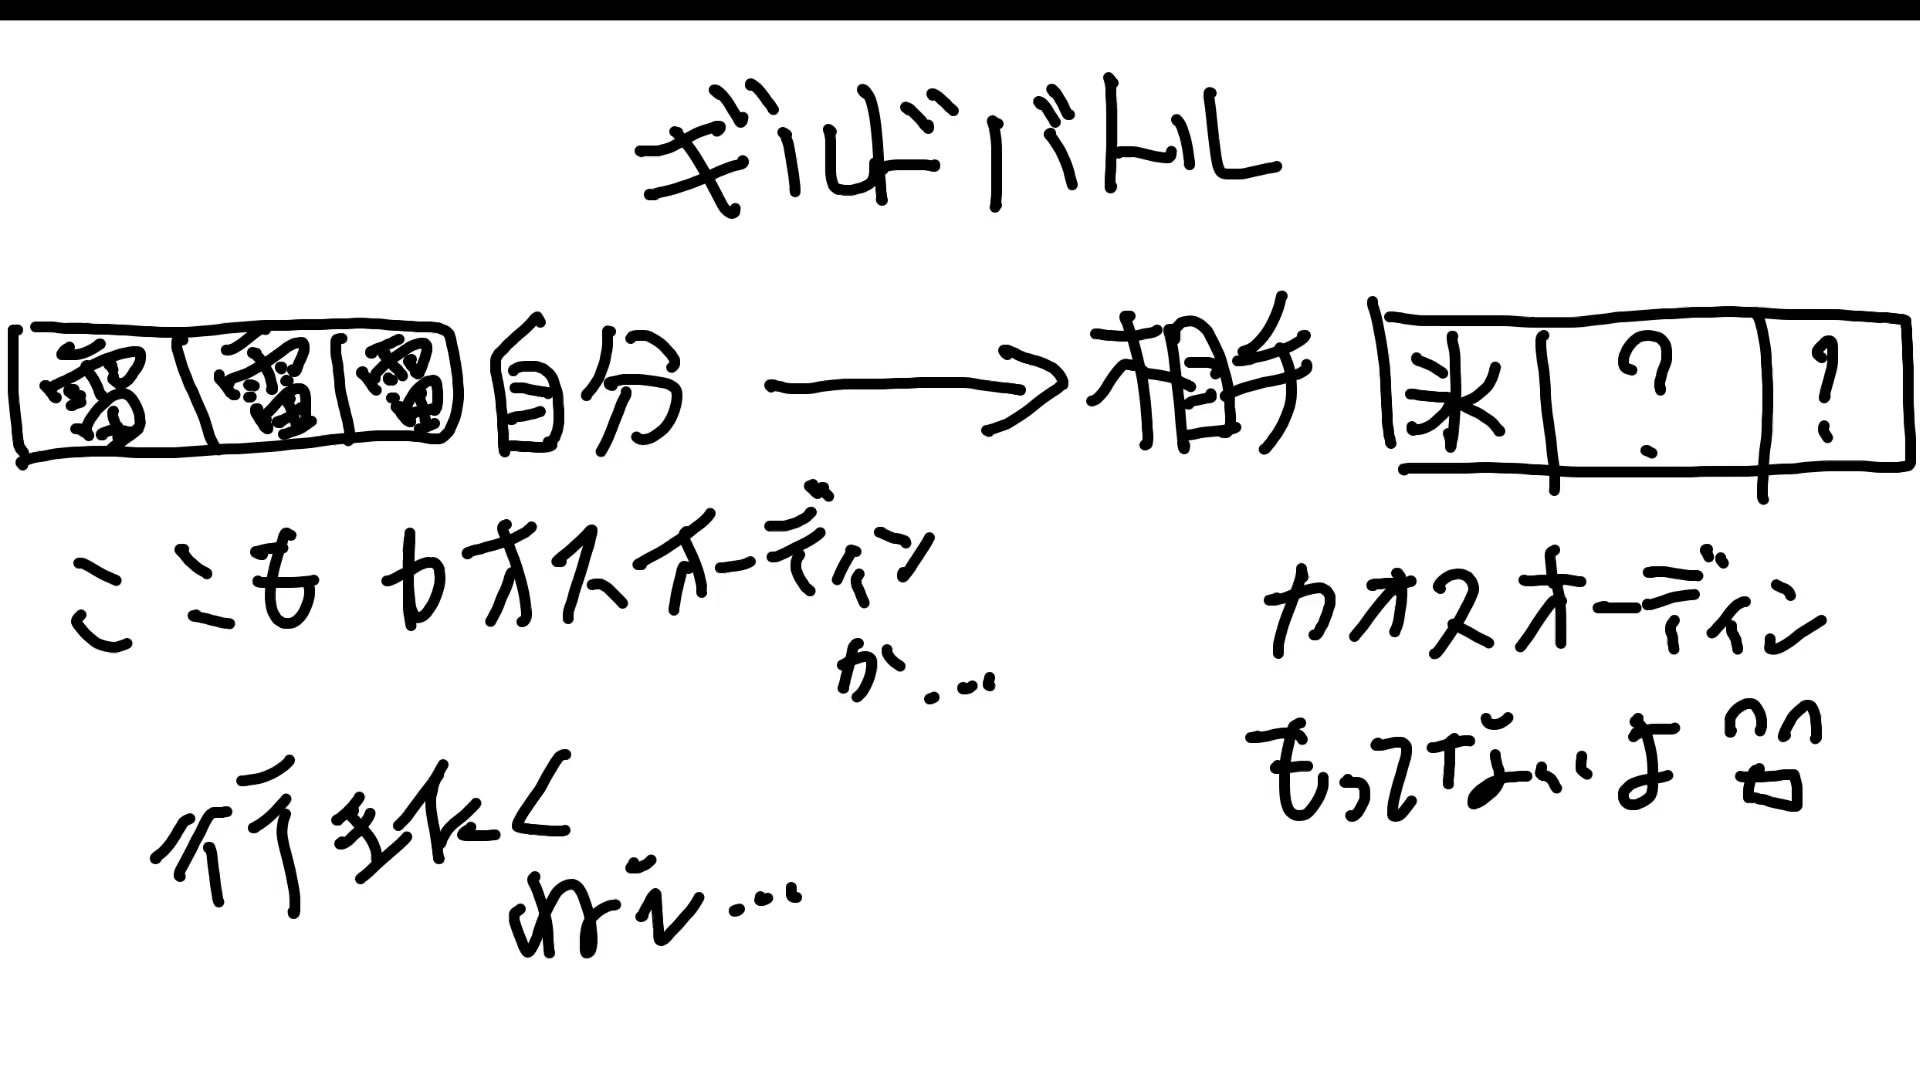 ギルドバトル
雷 雷 雷 自分 → 相手 氷 ? ?
ここもカオスオーディン
か...
カオスオーディン
もってないよ
行きたく
ねぇ...